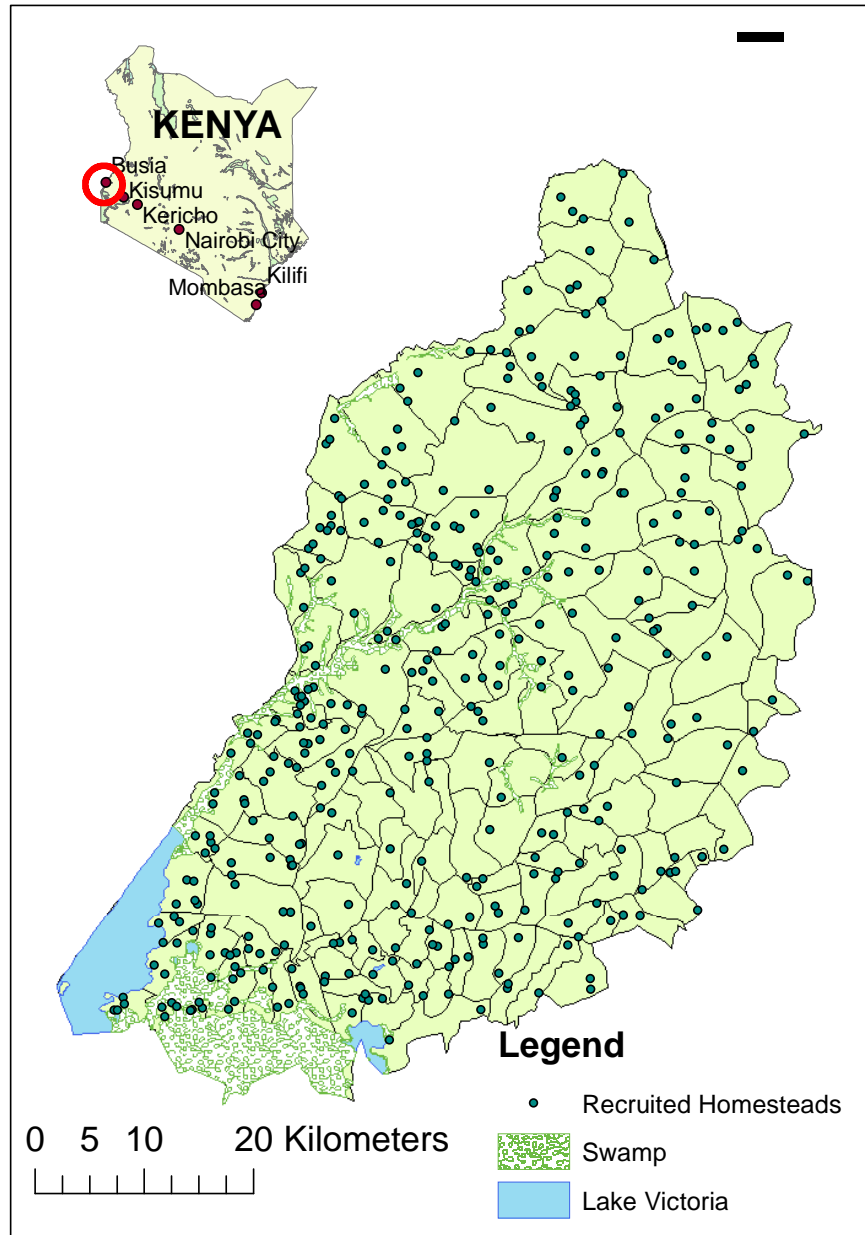 KENYA
Busia
Kisumu
Kericho
Nairobi City
Kilifi
Mombasa
Legend
Recruited Homesteads
Swamp
Lake Victoria
0 5 10 20 Kilometers